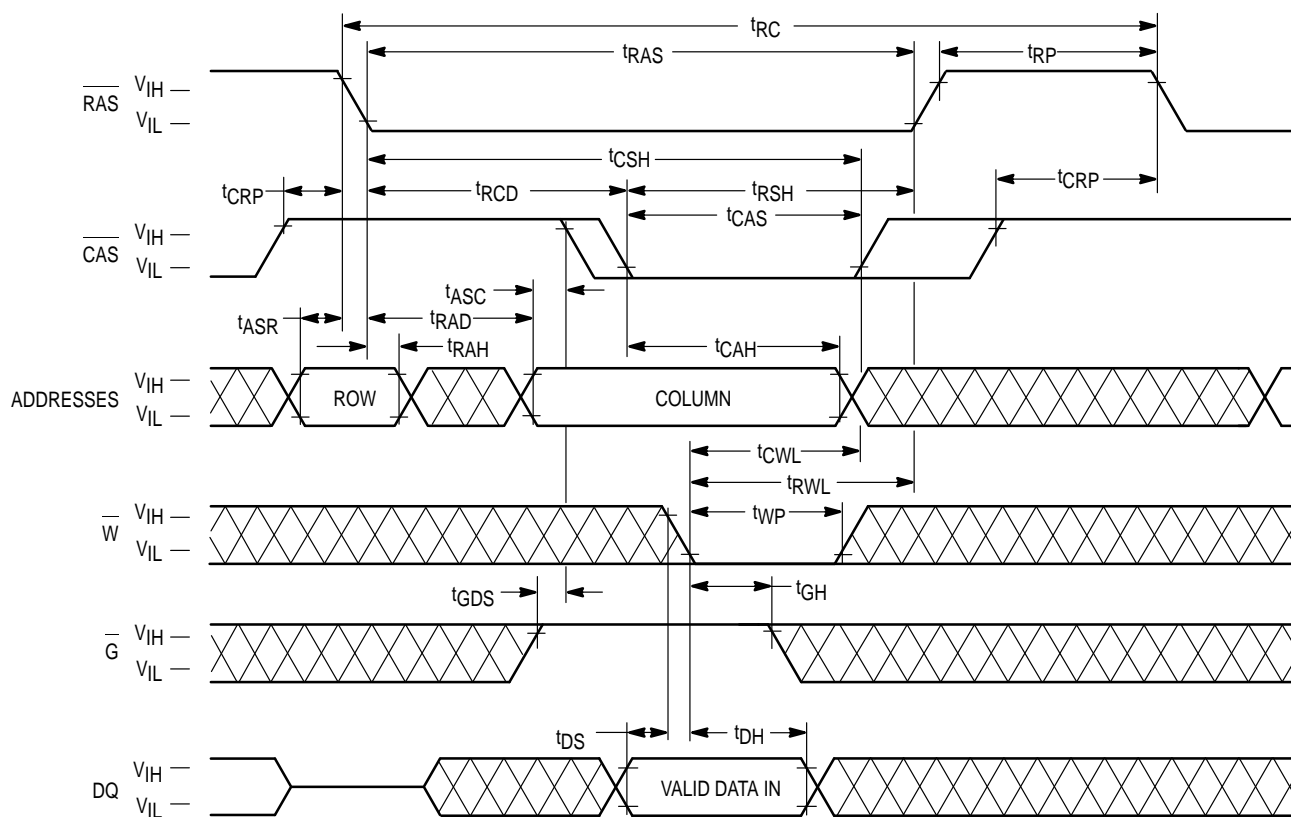 tRC
tRAS
tRP
RAS
VIH
VIL
tCSH
tCRP
tRCD
tRSH
tCRP
tCAS
CAS
VIH
VIL
tASC
tASR
tRAD
tRAH
tCAH
ADDRESSES
VIH
VIL
ROW
COLUMN
tCWL
tRWL
W
VIH
VIL
tWP
tGDS
tGH
G
VIH
VIL
tDS
tDH
DQ
VIH
VIL
VALID DATA IN